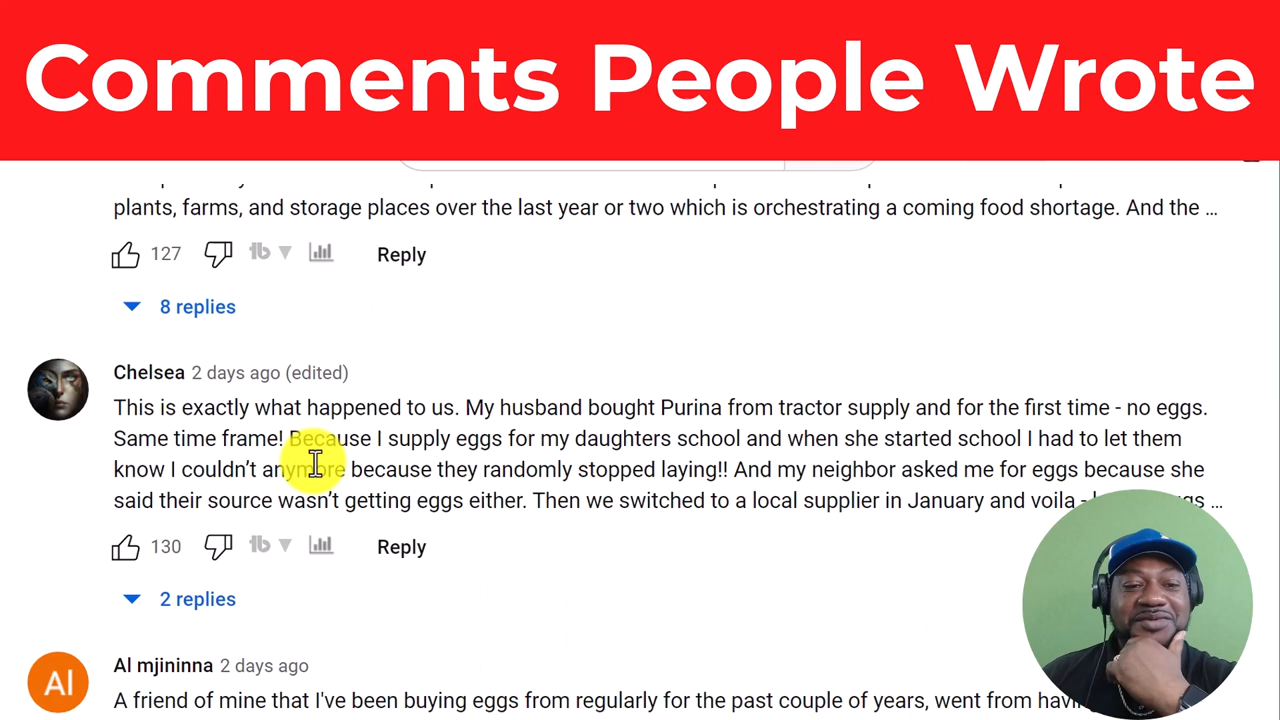 Comments People Wrote
plants, farms, and storage places over the last year or two which is orchestrating a coming food shortage. And the ...
127
Reply
8 replies
Chelsea 2 days ago (edited)
This is exactly what happened to us. My husband bought Purina from tractor supply and for the first time - no eggs.
Same time frame! Because I supply eggs for my daughters school and when she started school I had to let them
know I couldn’t anymore because they randomly stopped laying!! And my neighbor asked me for eggs because she
said their source wasn’t getting eggs either. Then we switched to a local supplier in January and voila -
130
Reply
2 replies
Al
Al mjininna 2 days ago
A friend of mine that I've been buying eggs from regularly for the past couple of years, went from